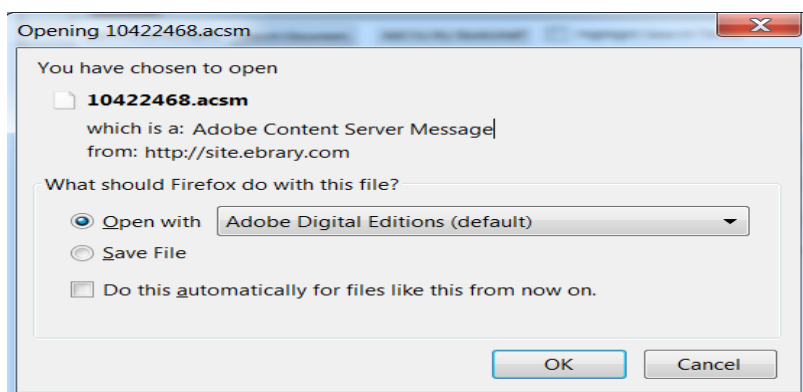 Opening 10422468.acsm
You have chosen to open
10422468.acsm
which is a: Adobe Content Server Message
from: http://site.ebrary.com
What should Firefox do with this file?
Open with Adobe Digital Editions (default)
Save File
Do this automatically for files like this from now on.
OK Cancel